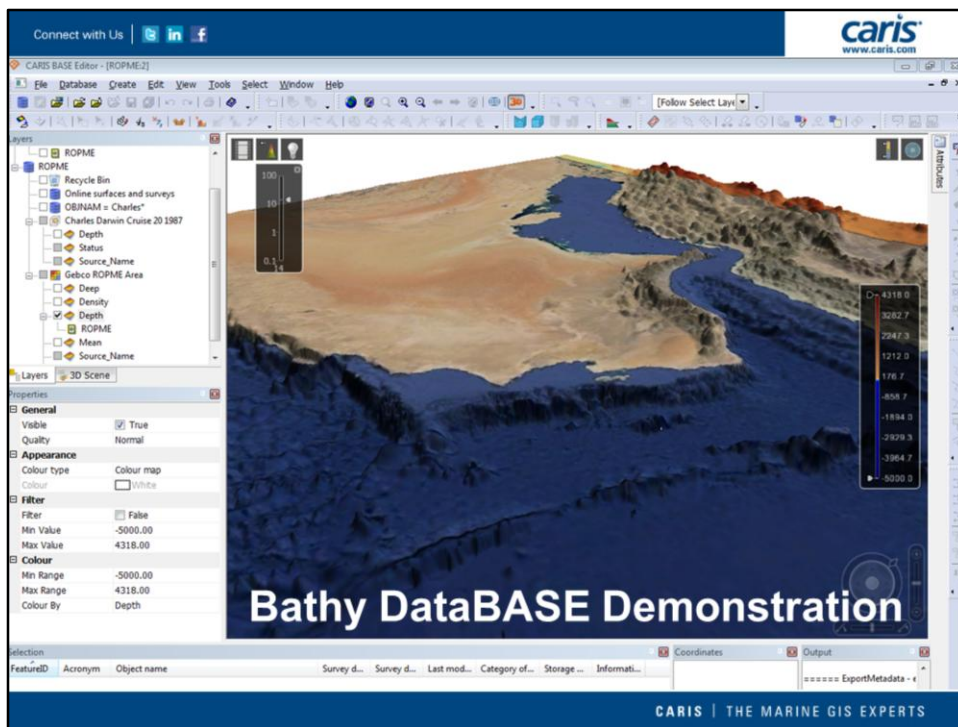 Connect with Us
caris
www.caris.com
CARIS BASE Editor - [ROPME:2]
File Database Create Edit View Tools Select Window Help
3D
[Follow Select Laye
Layers
ROPME
ROPME
Recycle Bin
Online surfaces and surveys
OBJNAM = Charles*
Charles Darwin Cruise 20 1987
Depth
Status
Source_Name
Gebco ROPME Area
Deep
Density
Depth
ROPME
Mean
Source_Name
Layers 3D Scene
Properties
General
Visible True
Quality Normal
Appearance
Colour type Colour map
Colour White
Filter
Filter False
Min Value -5000.00
Max Value 4318.00
Colour
Min Range -5000.00
Max Range 4318.00
Colour By Depth
100
10
1
0.1
14
Attributes
4318.0
3282.7
2247.3
1212.0
176.7
-858.7
-1894.0
-2929.3
-3964.7
-5000.0
Bathy DataBASE Demonstration
Selection
FeatureID Acronym Object name Survey d... Survey d... Last mod... Category of... Storage ... Informati...
Coordinates
Output
====== ExportMetadata - e
CARIS | THE MARINE GIS EXPERTS